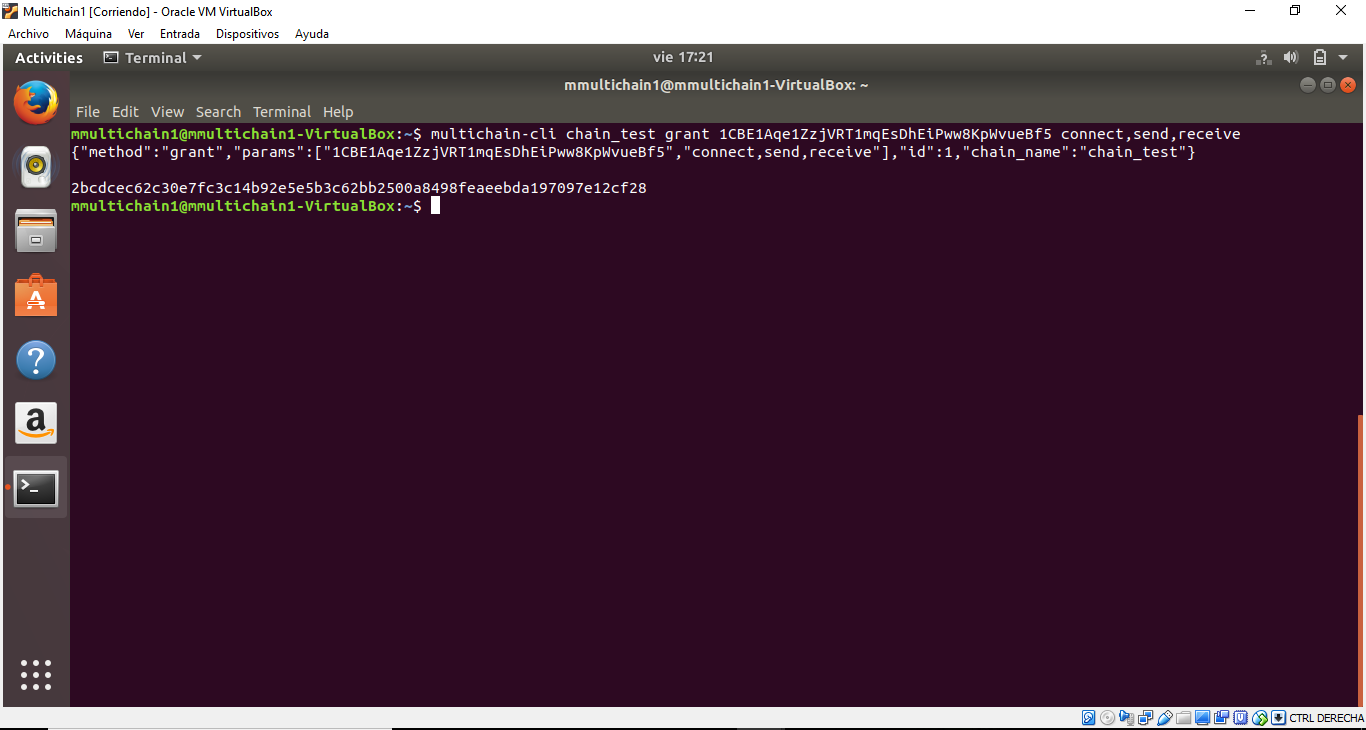 Multichain1 [Corriendo] - Oracle VM VirtualBox
Archivo Máquina Ver Entrada Dispositivos Ayuda
Activities Terminal vie 17:21
mmultichain1@mmultichain1-VirtualBox: ~
File Edit View Search Terminal Help
mmultichain1@mmultichain1-VirtualBox:~$ multichain-cli chain_test grant 1CBE1Aqe1ZzjVRT1mqEsDhEiPww8KpWvueBf5 connect,send,receive
{"method":"grant","params":["1CBE1Aqe1ZzjVRT1mqEsDhEiPww8KpWvueBf5","connect,send,receive"],"id":1,"chain_name":"chain_test"}
2bcdcec62c30e7fc3c14b92e5e5b3c62bb2500a8498feaeebda197097e12cf28
mmultichain1@mmultichain1-VirtualBox:~$
CTRL DERECHA